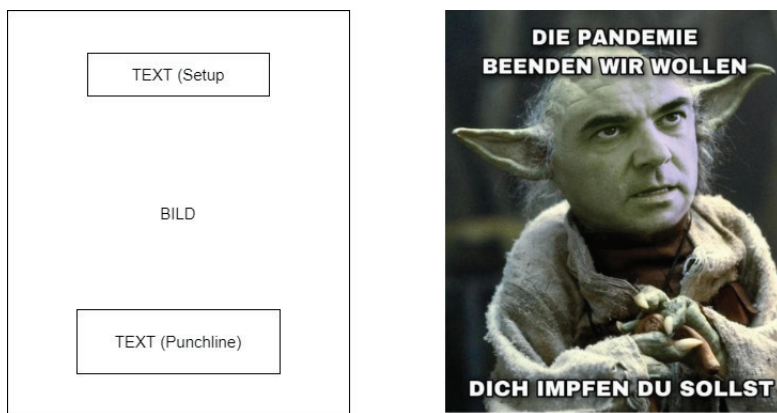 TEXT (Setup
BILD
TEXT (Punchline)
DIE PANDEMIE
BEENDEN WIR WOLLEN
DICH IMPFEN DU SOLLST